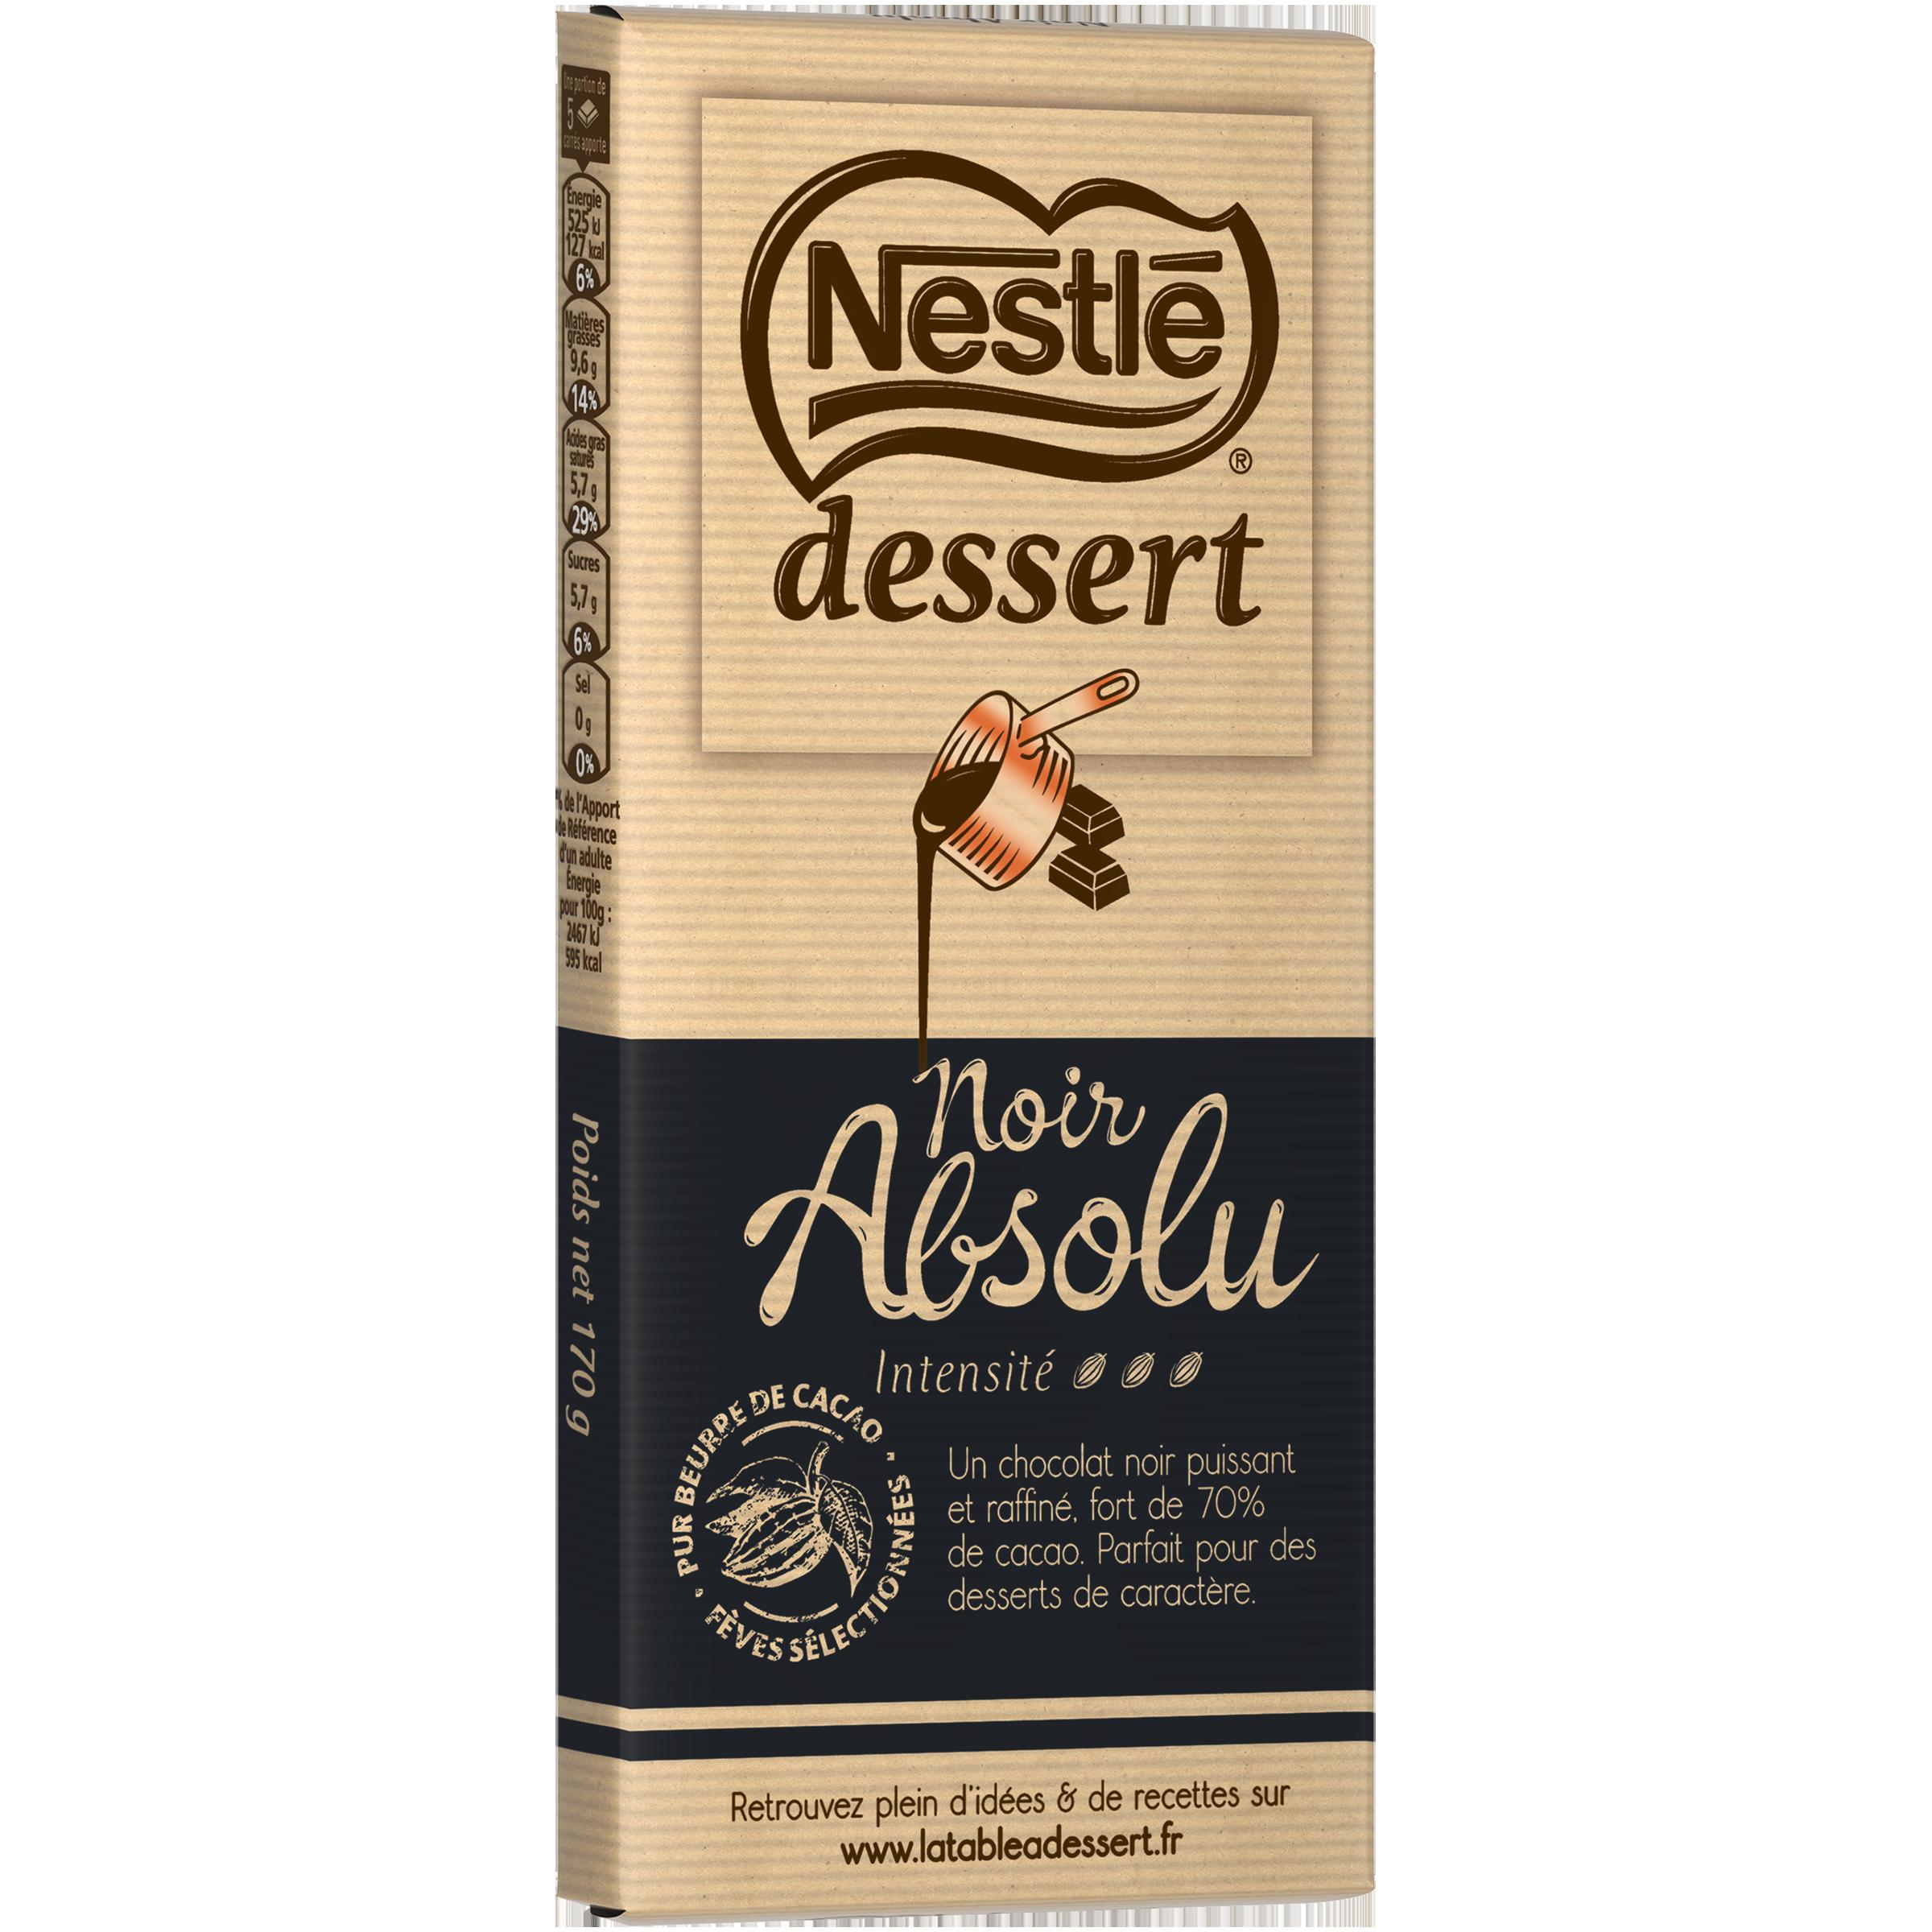 Une portion de
5
carrés apporte
Énergie
525 kJ
127 kcal
6%
Matières
grasses
9,6 g
14%
Acides gras
saturés
5,7 g
29%
Sucres
5,7 g
6%
Sel
0 g
0%
% de l'Apport
de Référence
d'un adulte
Énergie
pour 100g :
2467 kJ
595 kcal
Poids net 170 g
Nestlé
®
dessert
Noir
Absolu
Intensité
PUR BEURRE DE CACAO
FÈVES SÉLECTIONNÉES
Un chocolat noir puissant
et raffiné, fort de 70%
de cacao. Parfait pour des
desserts de caractère.
Retrouvez plein d'idées & de recettes sur
www.latableadessert.fr